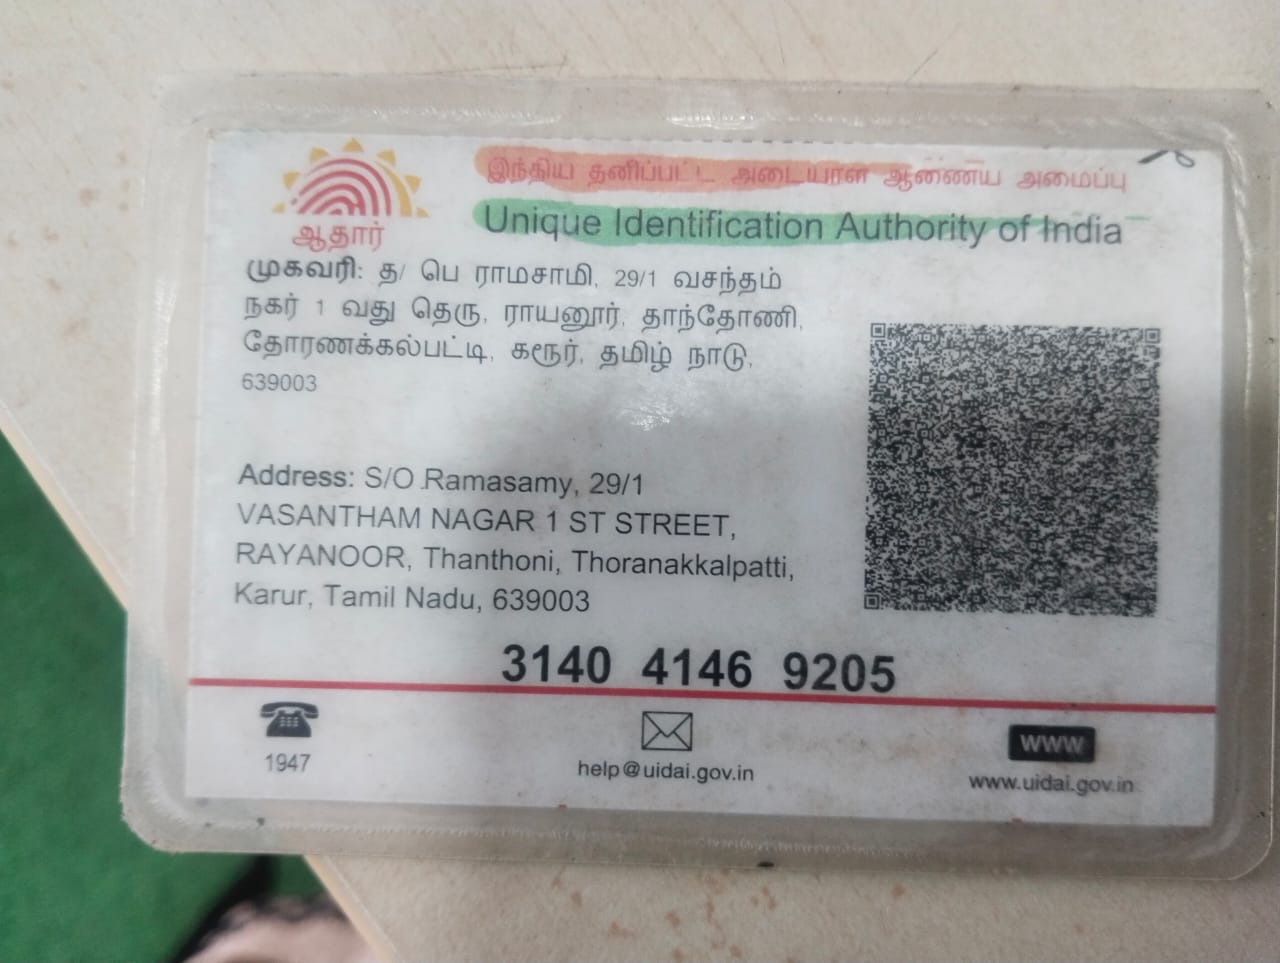 ஆதார்
இந்திய தனிப்பட்ட அடையாள ஆணைய அமைப்பு
Unique Identification Authority of India
முகவரி: த/ பெ ராமசாமி, 29/1 வசந்தம்
நகர் 1 வது தெரு, ராயனூர், தாந்தோணி,
தோரணக்கல்பட்டி, கரூர், தமிழ் நாடு,
639003
Address: S/O Ramasamy, 29/1
VASANTHAM NAGAR 1 ST STREET,
RAYANOOR, Thanthoni, Thoranakkalpatti,
Karur, Tamil Nadu, 639003
3140 4146 9205
1947
help@uidai.gov.in
WWW
www.uidai.gov.in